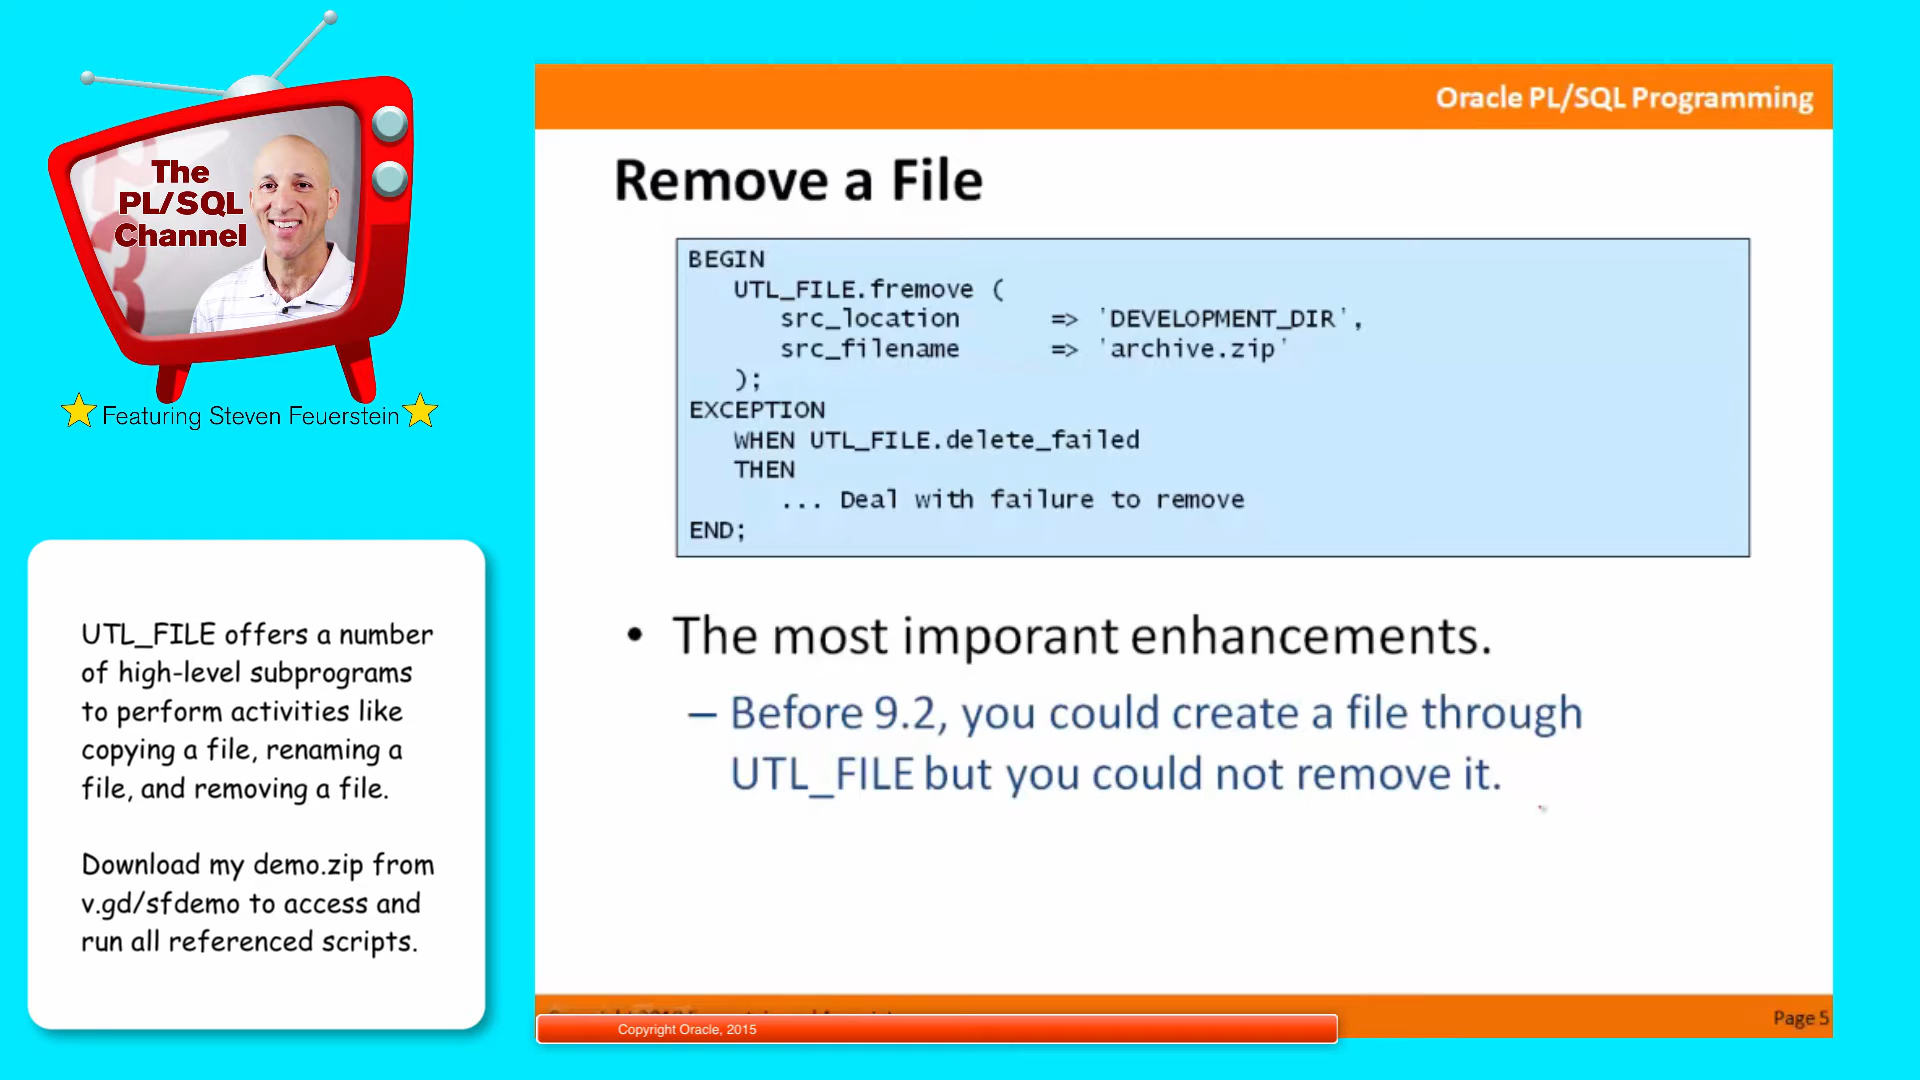 The
PL/SQL
Channel
Featuring Steven Feuerstein
UTL_FILE offers a number
of high-level subprograms
to perform activities like
copying a file, renaming a
file, and removing a file.
Download my demo.zip from
v.gd/sfdemo to access and
run all referenced scripts.
Oracle PL/SQL Programming
Remove a File
BEGIN
UTL_FILE.fremove (
src_location => 'DEVELOPMENT_DIR',
src_filename => 'archive.zip'
);
EXCEPTION
WHEN UTL_FILE.delete_failed
THEN
... Deal with failure to remove
END;
• The most imporant enhancements.
– Before 9.2, you could create a file through
UTL_FILE but you could not remove it.
Copyright Oracle, 2015
Page 5